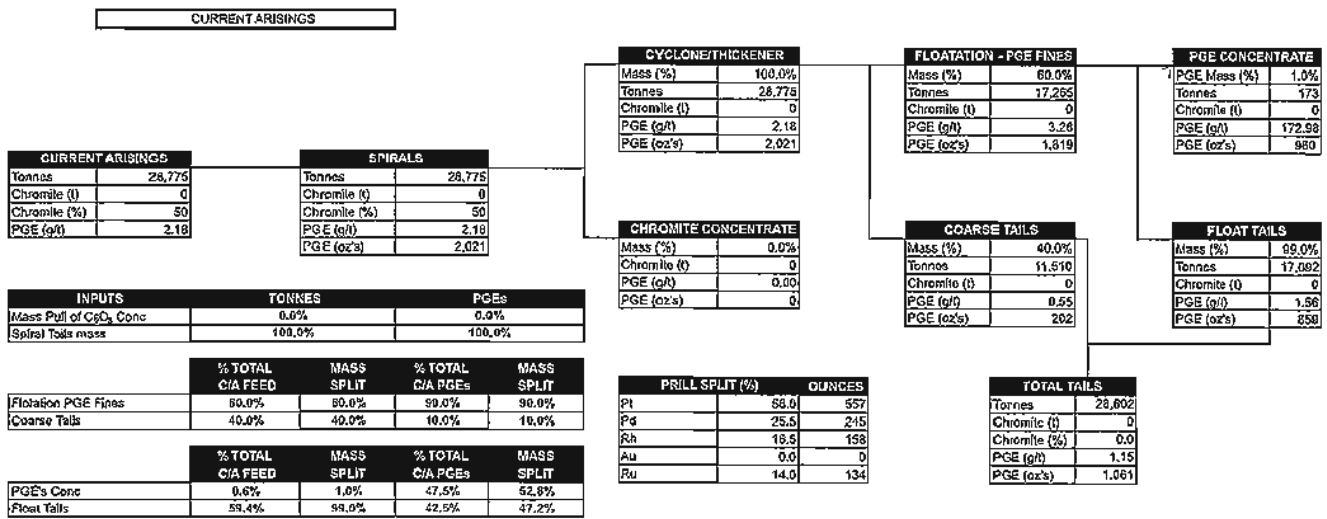 CURRENT ARISINGS
CURRENT ARISINGS
Tonnes 28,775
Chromite (t) 0
Chromite (%) 50
PGE (g/t) 2.18
SPIRALS
Tonnes 28,775
Chromite (t) 0
Chromite (%) 50
PGE (g/t) 2.18
PGE (oz's) 2,021
CYCLONE/THICKENER
Mass (%) 100.0%
Tonnes 28,775
Chromite (t) 0
PGE (g/t) 2.18
PGE (oz's) 2,021
FLOATATION - PGE FINES
Mass (%) 60.0%
Tonnes 17,265
Chromite (t) 0
PGE (g/t) 3.28
PGE (oz's) 1,819
PGE CONCENTRATE
PGE Mass (%) 1.0%
Tonnes 173
Chromite (t) 0
PGE (g/t) 172.98
PGE (oz's) 960
CHROMITE CONCENTRATE
Mass (%) 0.0%
Chromite (t) 0
PGE (g/t) 0.00
PGE (oz's) 0
COARSE TAILS
Mass (%) 40.0%
Tonnes 11,510
Chromite (t) 0
PGE (g/t) 0.55
PGE (oz's) 202
FLOAT TAILS
Mass (%) 99.0%
Tonnes 17,092
Chromite (t) 0
PGE (g/t) 1.56
PGE (oz's) 859
INPUTS TONNES PGEs
Mass Pull of Cr₂O₃ Conc 0.0% 0.0%
Spiral Tails mass 100.0% 100.0%
% TOTAL MASS % TOTAL MASS
C/A FEED SPLIT C/A PGEs SPLIT
Flotation PGE Fines 60.0% 60.0% 90.0% 90.0%
Coarse Tails 40.0% 40.0% 10.0% 10.0%
% TOTAL MASS % TOTAL MASS
C/A FEED SPLIT C/A PGEs SPLIT
PGE's Conc 0.6% 1.0% 47.5% 52.8%
Float Tails 59.4% 99.0% 42.5% 47.2%
PRILL SPLIT (%) OUNCES
Pt 58.0 557
Pd 25.5 245
Rh 16.5 158
Au 0.0 0
Ru 14.0 134
TOTAL TAILS
Tonnes 28,602
Chromite (t) 0
Chromite (%) 0.0
PGE (g/t) 1.15
PGE (oz's) 1.061